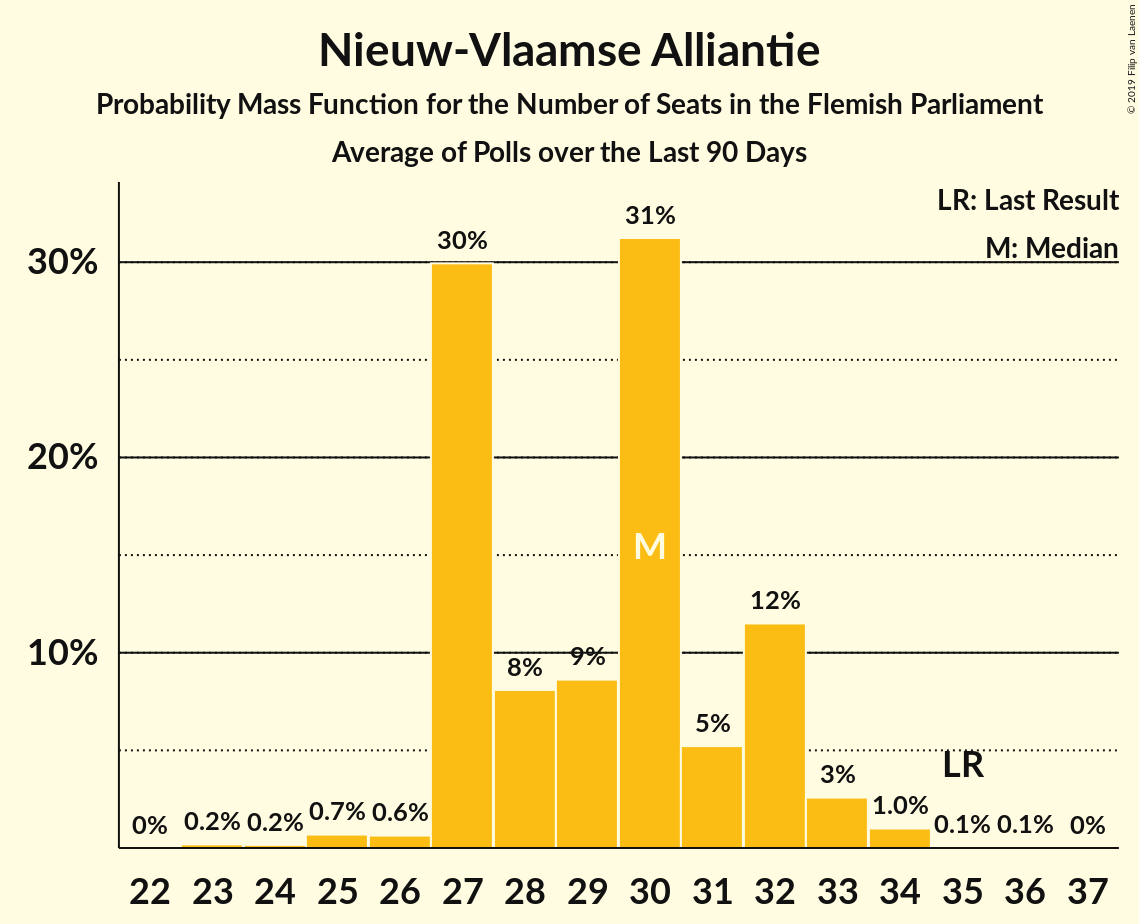 Nieuw-Vlaamse Alliantie
Probability Mass Function for the Number of Seats in the Flemish Parliament
Average of Polls over the Last 90 Days
© 2019 Filip van Laenen
LR: Last Result
M: Median
30%
20%
10%
0%
0.2%
0.2%
0.7%
0.6%
30%
8%
9%
31%
M
5%
12%
3%
1.0%
LR
0.1%
0.1%
0%
22 23 24 25 26 27 28 29 30 31 32 33 34 35 36 37